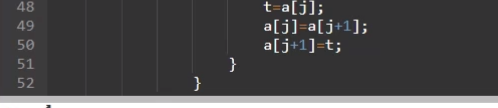 48 t=a[j];
49 a[j]=a[j+1];
50 a[j+1]=t;
51 }
52 }